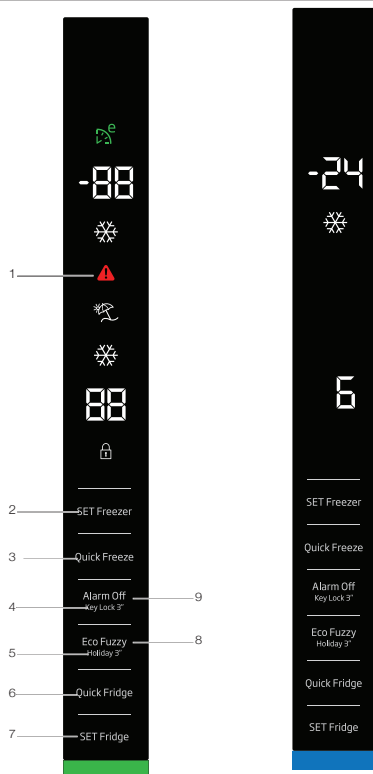 e
-88
1
88
2
SET Freezer
3
Quick Freeze
Alarm Off
9
4
Key Lock 3"
Eco Fuzzy
8
5
Holiday 3"
6
Quick Fridge
7
SET Fridge
-24
6
SET Freezer
Quick Freeze
Alarm Off
Key Lock 3"
Eco Fuzzy
Holiday 3"
Quick Fridge
SET Fridge